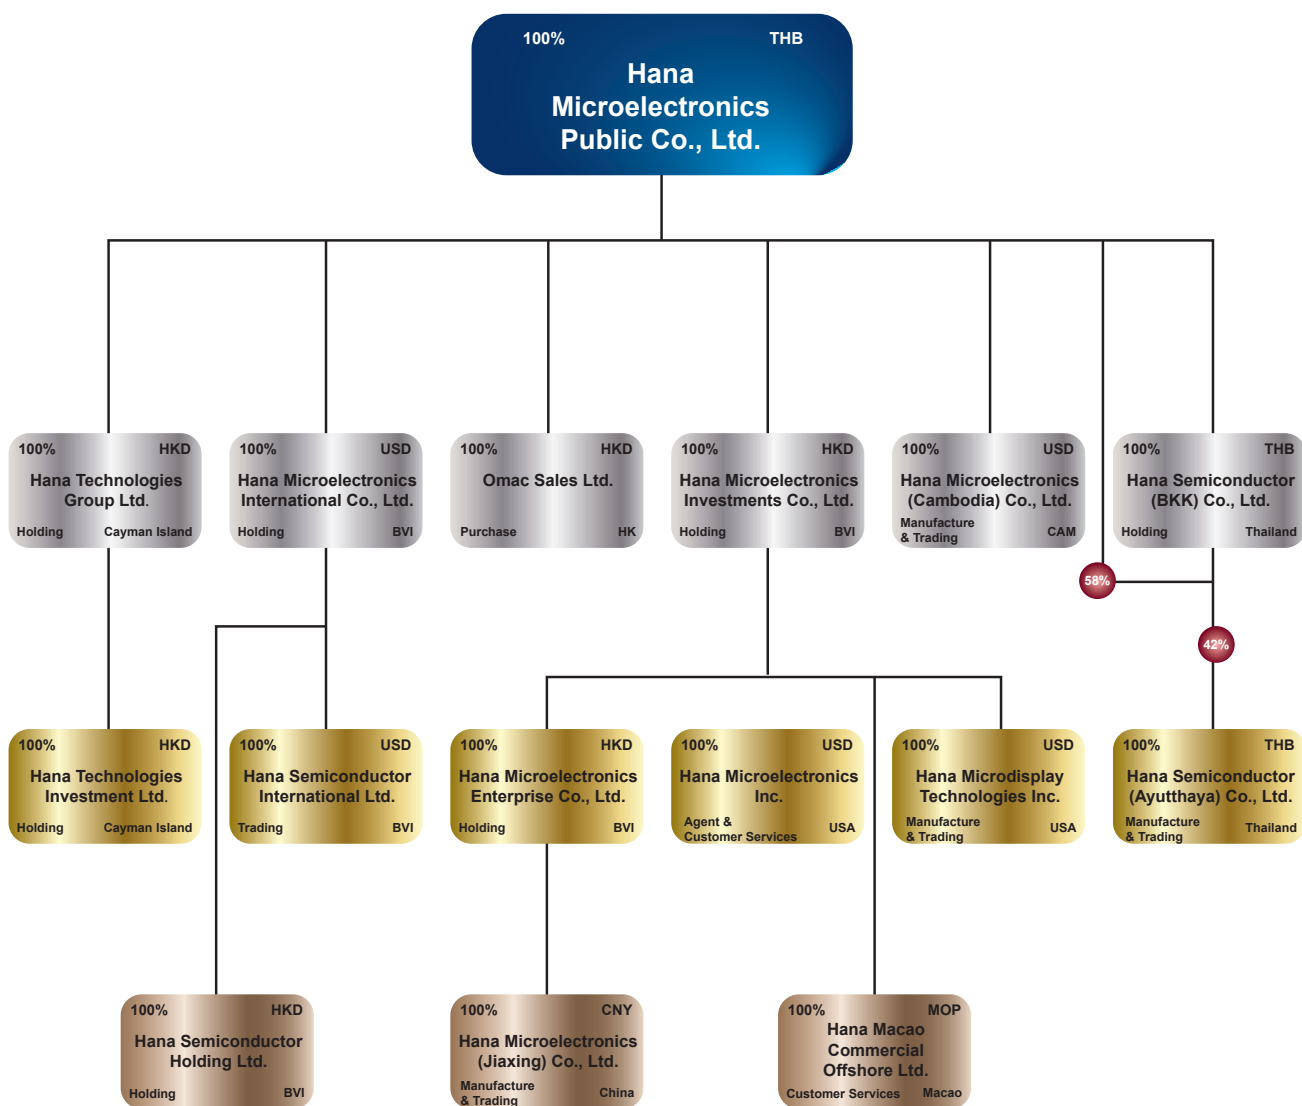 100% THB
Hana
Microelectronics
Public Co., Ltd.
100% HKD
Hana Technologies
Group Ltd.
Holding Cayman Island
100% USD
Hana Microelectronics
International Co., Ltd.
Holding BVI
100% HKD
Omac Sales Ltd.
Purchase HK
100% HKD
Hana Microelectronics
Investments Co., Ltd.
Holding BVI
100% USD
Hana Microelectronics
(Cambodia) Co., Ltd.
Manufacture
& Trading CAM
100% THB
Hana Semiconductor
(BKK) Co., Ltd.
Holding Thailand
58%
42%
100% HKD
Hana Technologies
Investment Ltd.
Holding Cayman Island
100% USD
Hana Semiconductor
International Ltd.
Trading BVI
100% HKD
Hana Microelectronics
Enterprise Co., Ltd.
Holding BVI
100% USD
Hana Microelectronics
Inc.
Agent &
Customer Services USA
100% USD
Hana Microdisplay
Technologies Inc.
Manufacture
& Trading USA
100% THB
Hana Semiconductor
(Ayutthaya) Co., Ltd.
Manufacture
& Trading Thailand
100% HKD
Hana Semiconductor
Holding Ltd.
Holding BVI
100% CNY
Hana Microelectronics
(Jiaxing) Co., Ltd.
Manufacture
& Trading China
100% MOP
Hana Macao
Commercial
Offshore Ltd.
Customer Services Macao